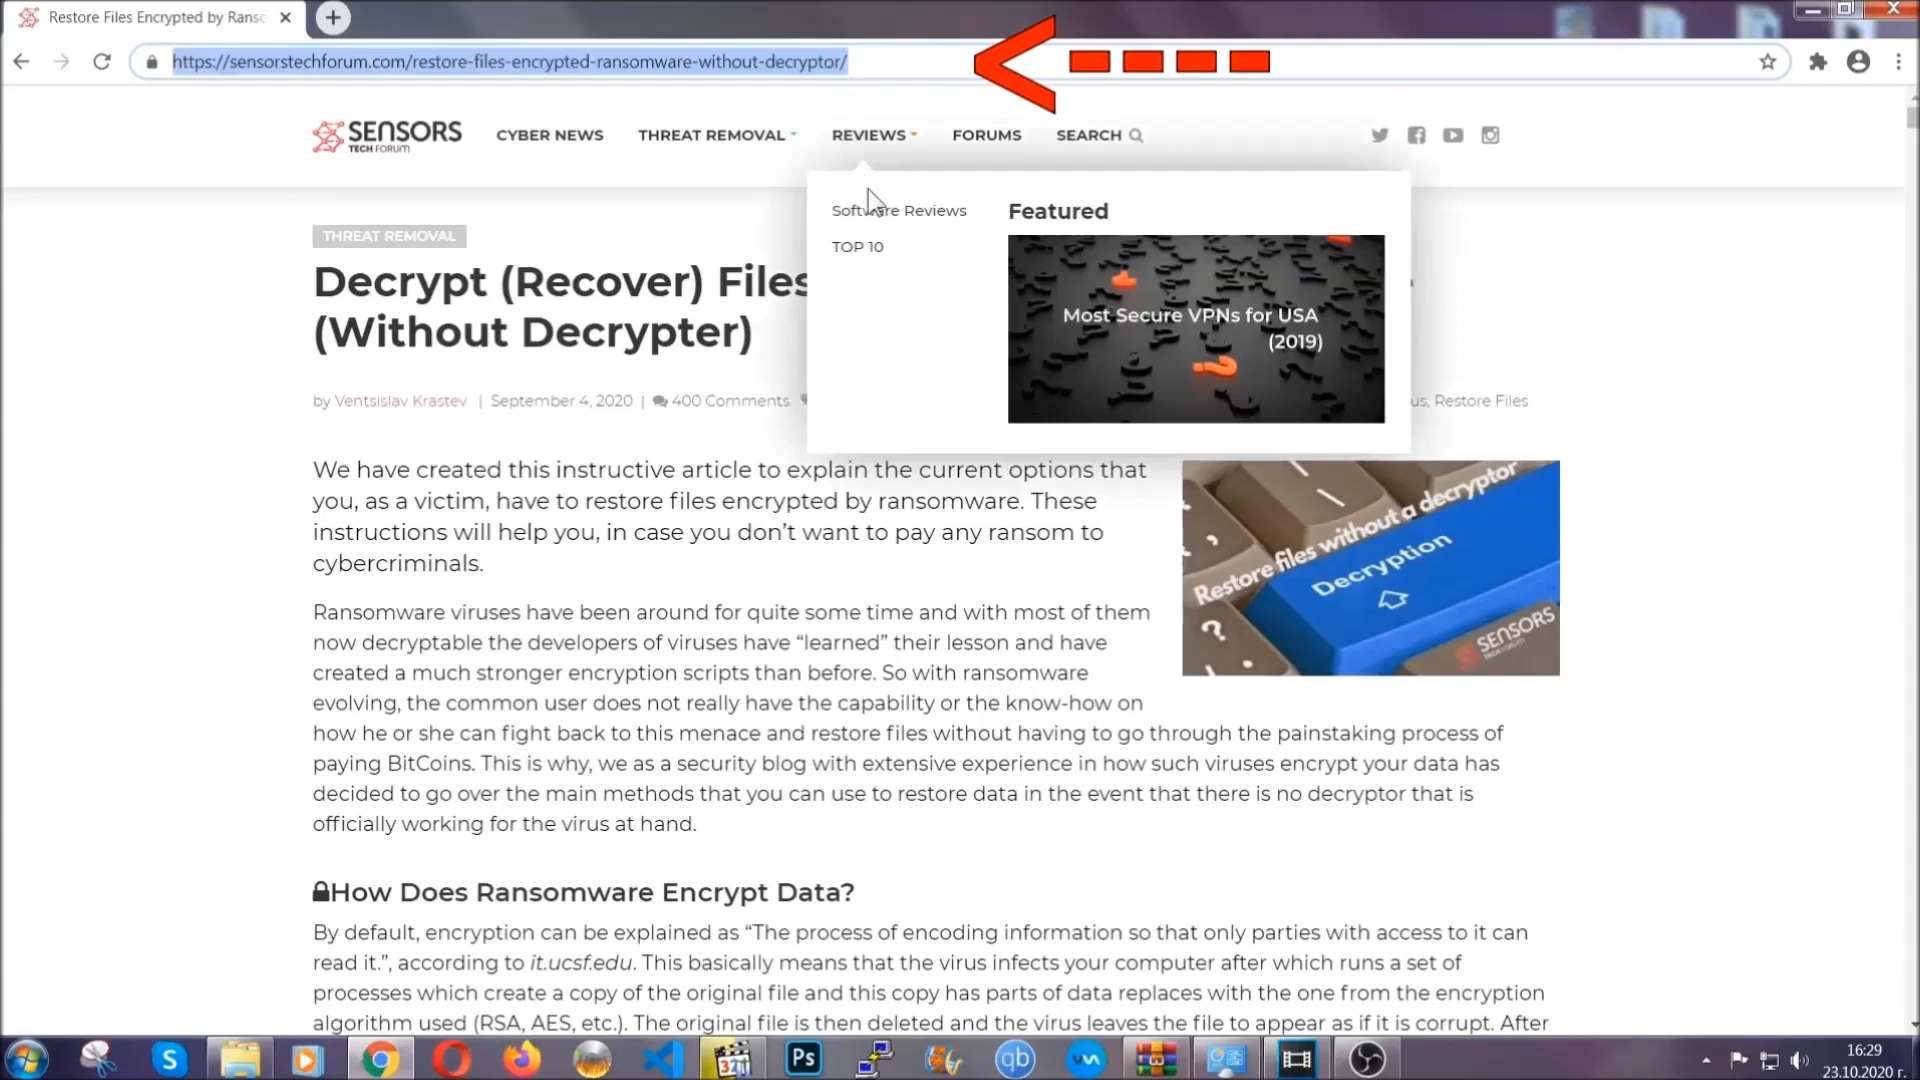 Restore Files Encrypted by Ranso
https://sensorstechforum.com/restore-files-encrypted-ransomware-without-decryptor/
SENSORS
TECH FORUM
CYBER NEWS
THREAT REMOVAL
REVIEWS
FORUMS
SEARCH
Software Reviews
TOP 10
Featured
Most Secure VPNs for USA
(2019)
THREAT REMOVAL
Decrypt (Recover) Files
(Without Decrypter)
by Ventsislav Krastev | September 4, 2020 | 400 Comments
us, Restore Files
We have created this instructive article to explain the current options that
you, as a victim, have to restore files encrypted by ransomware. These
instructions will help you, in case you don't want to pay any ransom to
cybercriminals.
Restore files without a decryptor
Decryption
SENSORS
TECH FORUM
Ransomware viruses have been around for quite some time and with most of them
now decryptable the developers of viruses have “learned” their lesson and have
created a much stronger encryption scripts than before. So with ransomware
evolving, the common user does not really have the capability or the know-how on
how he or she can fight back to this menace and restore files without having to go through the painstaking process of
paying BitCoins. This is why, we as a security blog with extensive experience in how such viruses encrypt your data has
decided to go over the main methods that you can use to restore data in the event that there is no decryptor that is
officially working for the virus at hand.
How Does Ransomware Encrypt Data?
By default, encryption can be explained as “The process of encoding information so that only parties with access to it can
read it.”, according to it.ucsf.edu. This basically means that the virus infects your computer after which runs a set of
processes which create a copy of the original file and this copy has parts of data replaces with the one from the encryption
algorithm used (RSA, AES, etc.). The original file is then deleted and the virus leaves the file to appear as if it is corrupt. After
S
321
Ps
qb
16:29
23.10.2020 г.